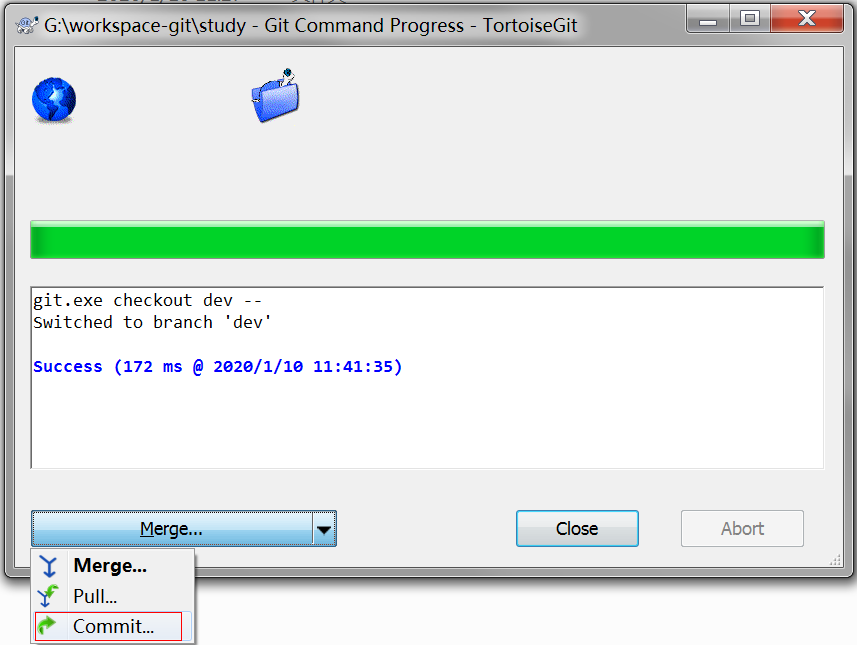 G:\workspace-git\study - Git Command Progress - TortoiseGit
git.exe checkout dev --
Switched to branch 'dev'
Success (172 ms @ 2020/1/10 11:41:35)
Merge...
Close
Abort
Merge...
Pull...
Commit...